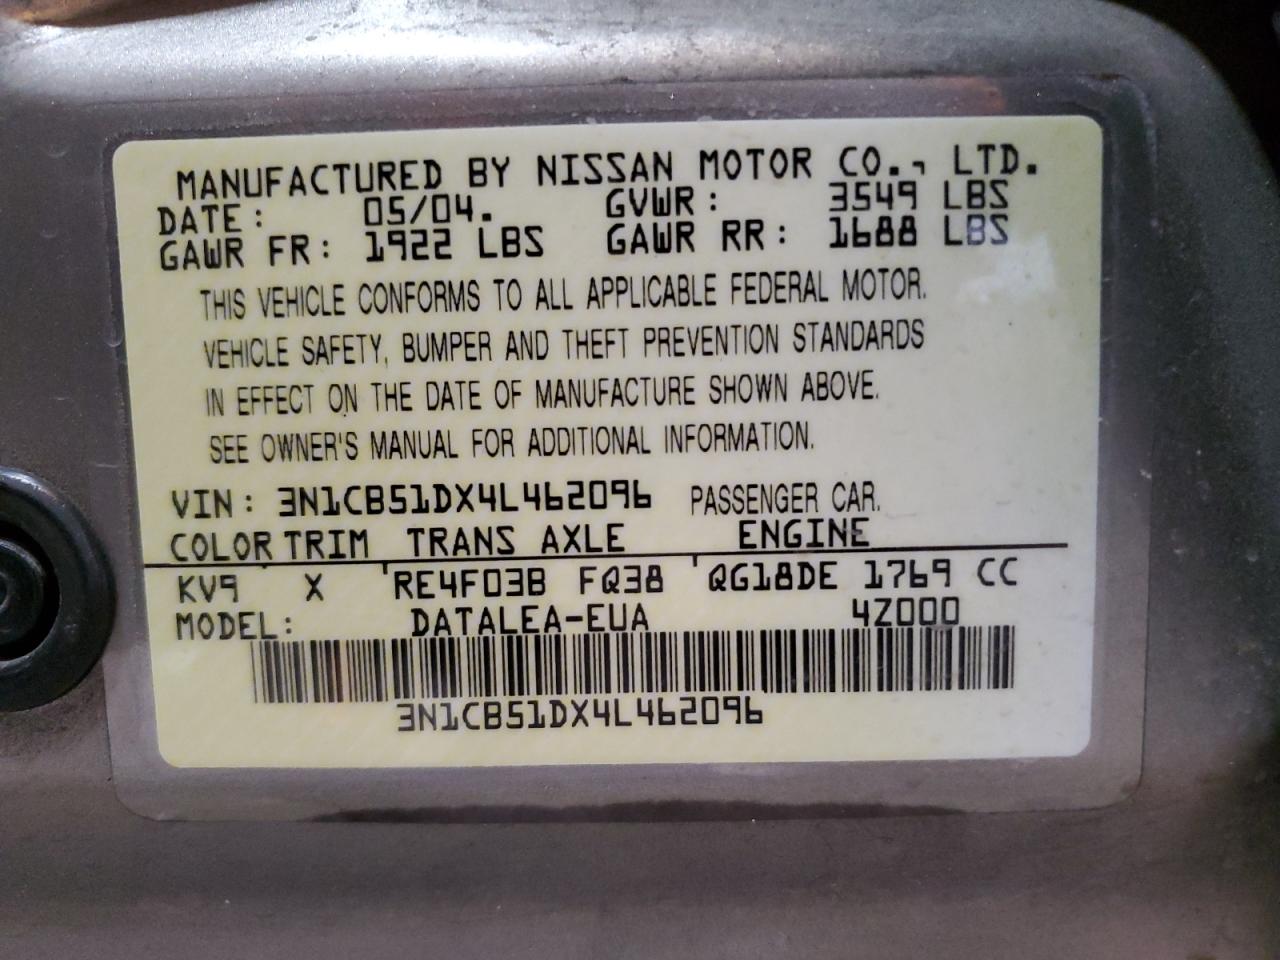 MANUFACTURED BY NISSAN MOTOR CO., LTD.
DATE: 05/04. GVWR: 3549 LBS
GAWR FR: 1922 LBS GAWR RR: 1688 LBS
THIS VEHICLE CONFORMS TO ALL APPLICABLE FEDERAL MOTOR.
VEHICLE SAFETY, BUMPER AND THEFT PREVENTION STANDARDS
IN EFFECT ON THE DATE OF MANUFACTURE SHOWN ABOVE.
SEE OWNER'S MANUAL FOR ADDITIONAL INFORMATION.
VIN: 3N1CB51DX4L462096 PASSENGER CAR.
COLOR TRIM TRANS AXLE ENGINE
KV9 X RE4F03B FQ38 QG18DE 1769 CC
MODEL: DATALEA-EUA 4Z000
3N1CB51DX4L462096